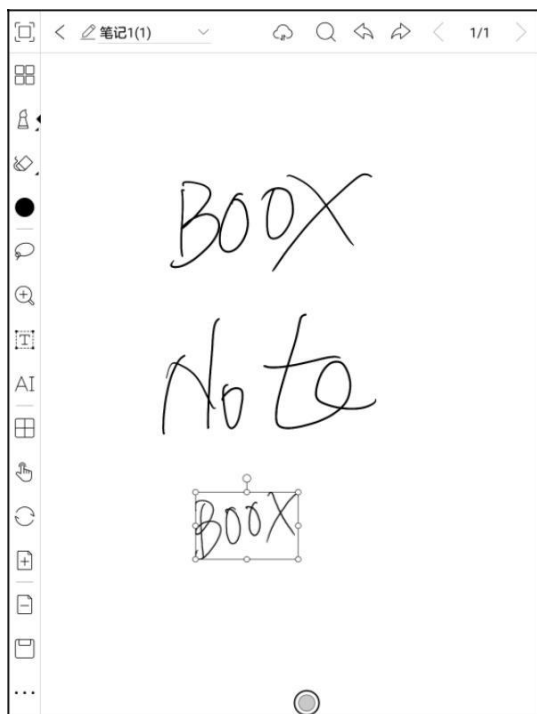 笔记1(1)
1/1
T
AI
BOOX
Note
BOOX